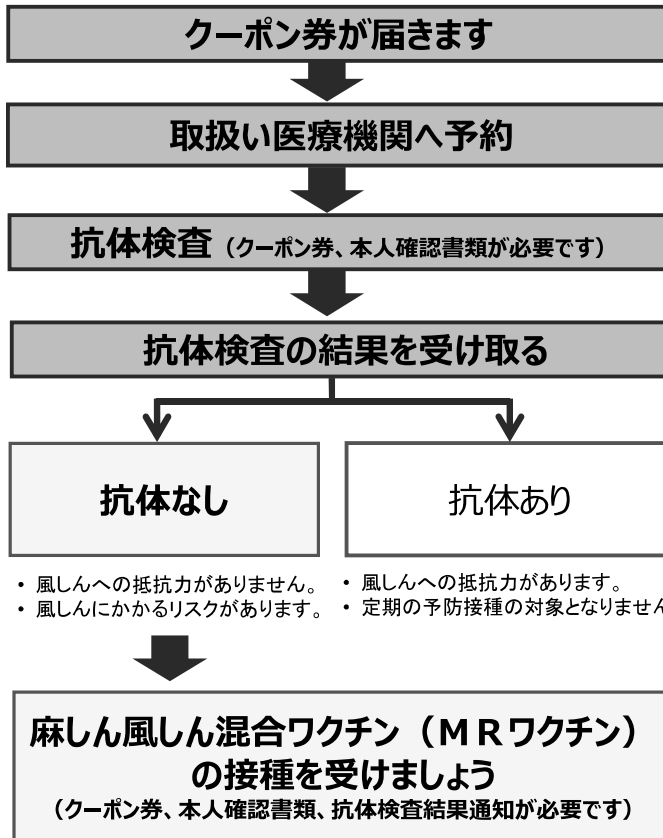 クーポン券が届きます
取扱い医療機関へ予約
抗体検査（クーポン券、本人確認書類が必要です）
抗体検査の結果を受け取る
抗体なし
抗体あり
• 風しんへの抵抗力がありません。
• 風しんにかかるリスクがあります。
• 風しんへの抵抗力があります。
• 定期の予防接種の対象となりません
麻しん風しん混合ワクチン（ＭＲワクチン）
の接種を受けましょう
（クーポン券、本人確認書類、抗体検査結果通知が必要です）